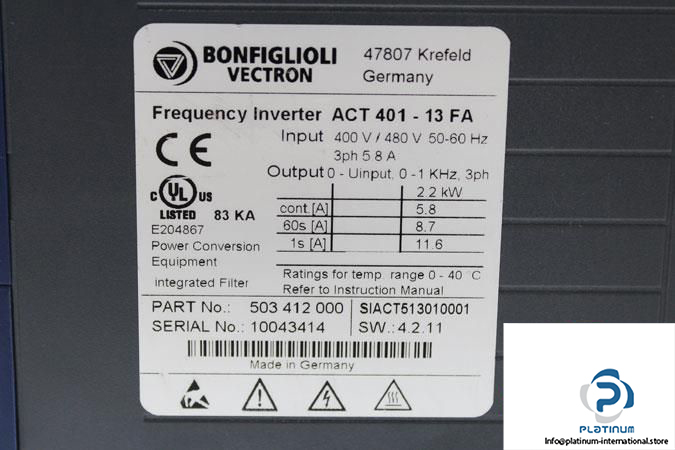 BONFIGLIOLI
VECTRON
47807 Krefeld
Germany
Frequency Inverter ACT 401 - 13 FA
Input 400 V / 480 V 50-60 Hz
3ph 5.8 A
Output 0 - Uinput, 0 -1 KHz, 3ph
2.2 kW
cont.[A] 5.8
60s [A] 8.7
1s [A] 11.6
CE
C UL US
LISTED 83 KA
E204867
Power Conversion
Equipment
integrated Filter
Ratings for temp. range 0 - 40 °C
Refer to Instruction Manual
PART No.: 503 412 000 SIACT513010001
SERIAL No.: 10043414 SW.: 4.2.11
Made in Germany
PLATINUM
Info@platinum-international.store